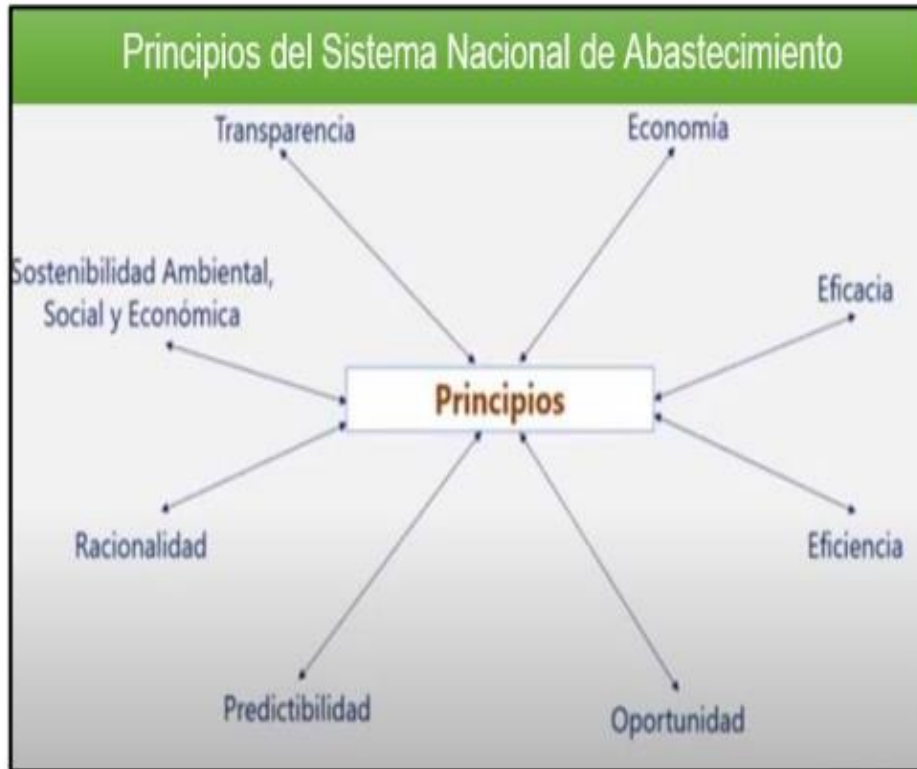 Principios del Sistema Nacional de Abastecimiento
Transparencia
Economía
Sostenibilidad Ambiental,
Social y Económica
Eficacia
Principios
Racionalidad
Eficiencia
Predictibilidad
Oportunidad